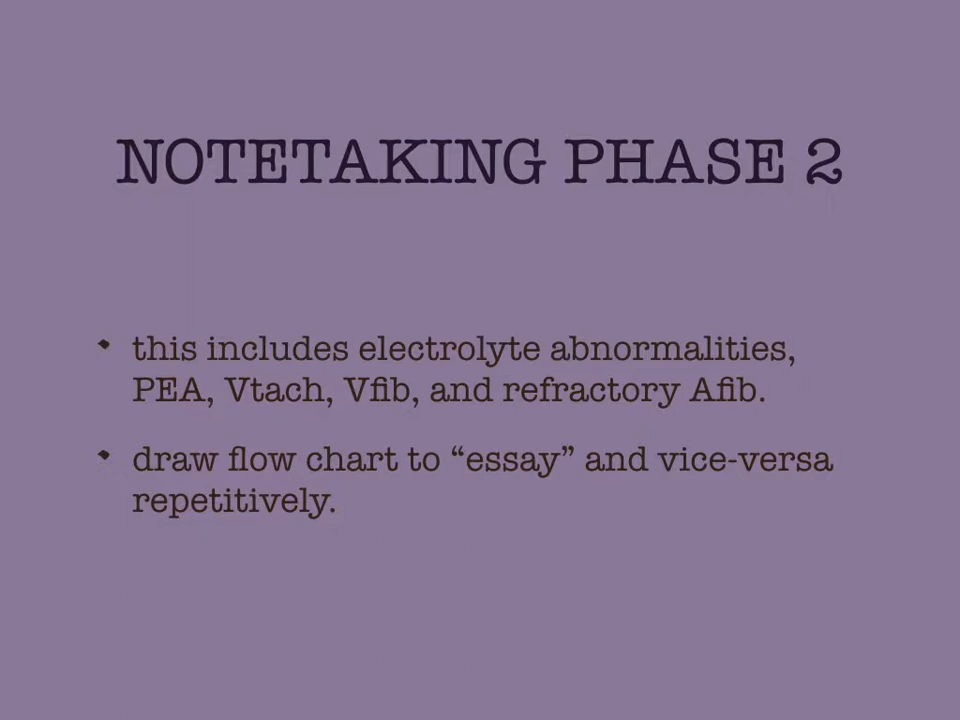 NOTETAKING PHASE 2
this includes electrolyte abnormalities,
PEA, Vtach, Vfib, and refractory Afib.
draw flow chart to “essay” and vice-versa
repetitively.